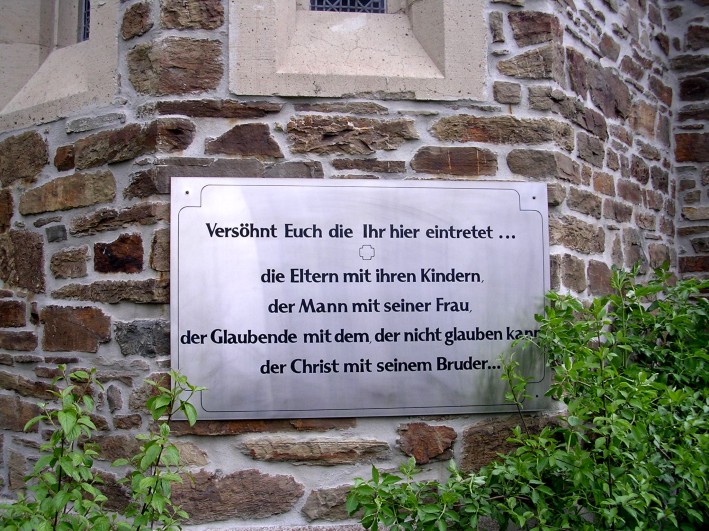 Versöhnt Euch die Ihr hier eintretet ...
die Eltern mit ihren Kindern,
der Mann mit seiner Frau,
der Glaubende mit dem, der nicht glauben kann
der Christ mit seinem Bruder...